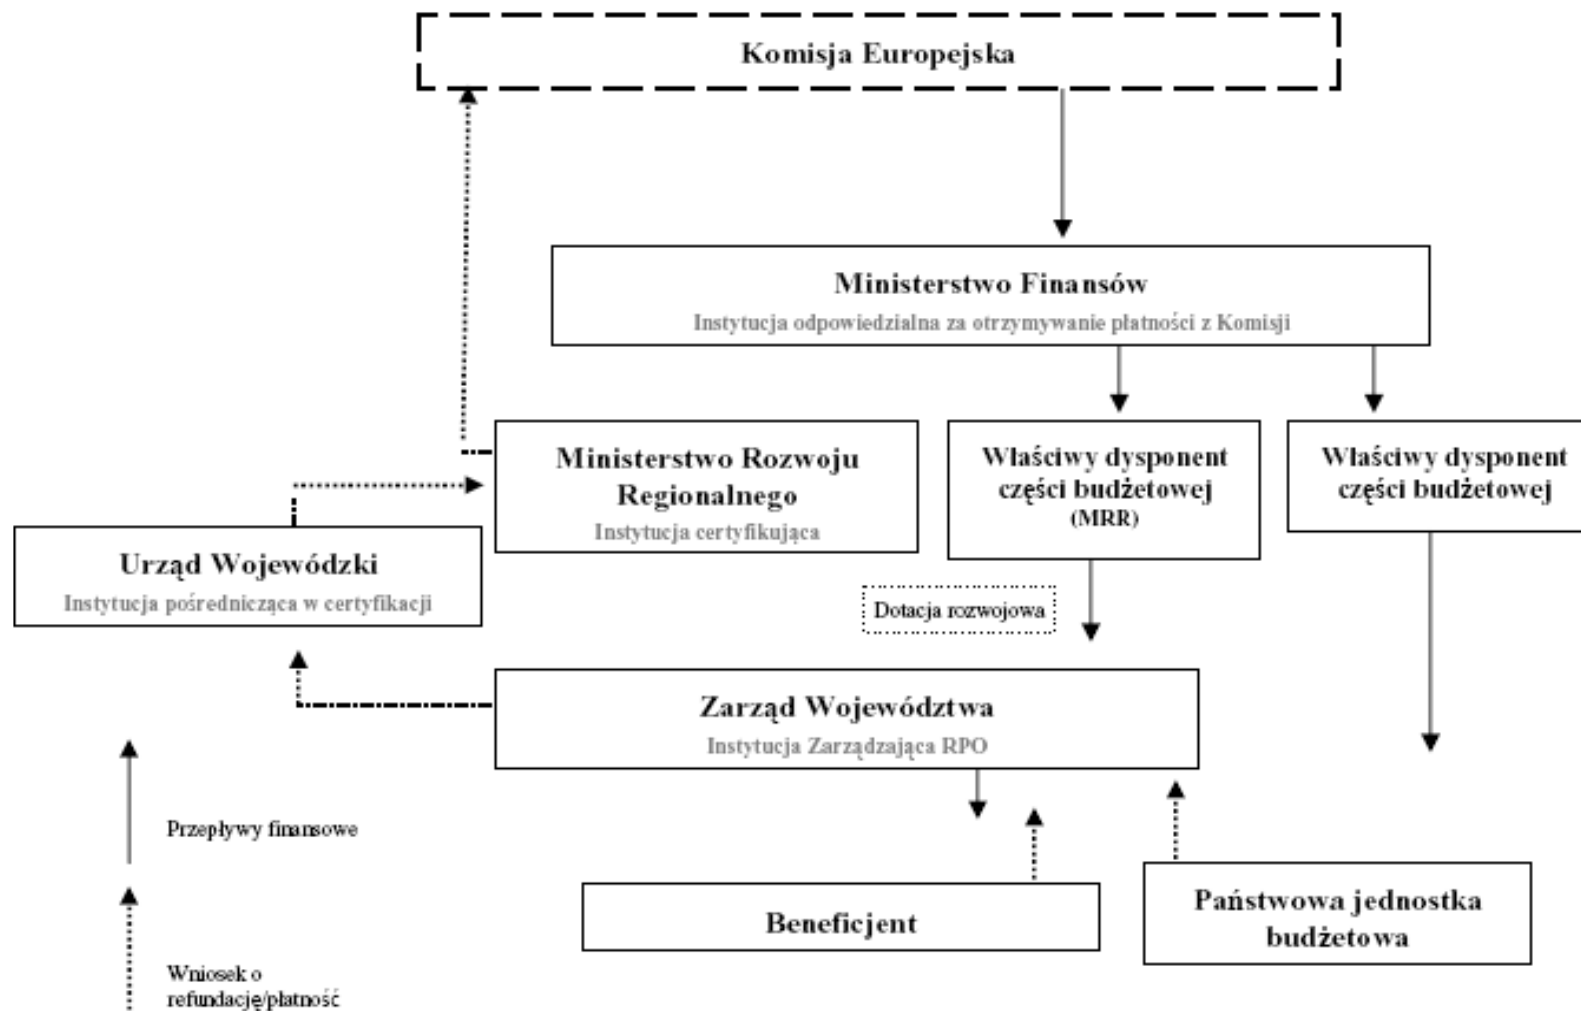 Komisja Europejska
Ministerstwo Finansów
Instytucja odpowiedzialna za otrzymywanie płatności z Komisji
Ministerstwo Rozwoju
Regionalnego
Instytucja certyfikująca
Właściwy dysponent
części budżetowej
(MRR)
Właściwy dysponent
części budżetowej
Urząd Wojewódzki
Instytucja pośrednicząca w certyfikacji
Dotacja rozwojowa
Zarząd Województwa
Instytucja Zarządzająca RPO
Przepływy finansowe
Beneficjent
Państwowa jednostka
budżetowa
Wniosek o
refundację/płatność